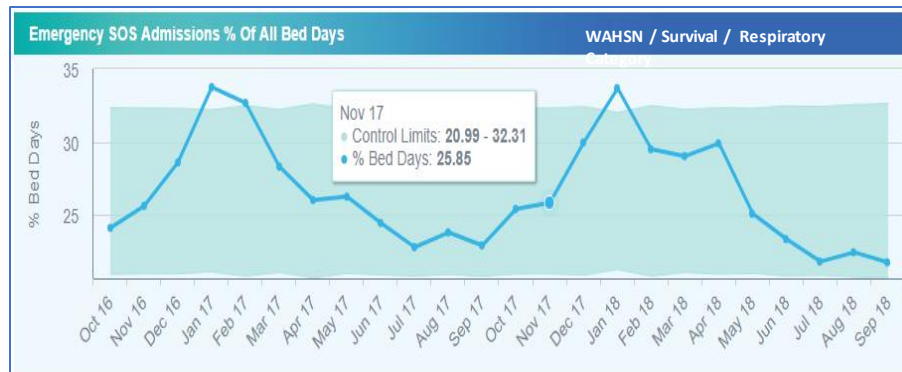 Emergency SOS Admissions % Of All Bed Days
WAHSN / Survival / Respiratory
Category
35
30
25
% Bed Days
Nov 17
Control Limits: 20.99 - 32.31
% Bed Days: 25.85
Oct 16
Nov 16
Dec 16
Jan 17
Feb 17
Mar 17
Apr 17
May 17
Jun 17
Jul 17
Aug 17
Sep 17
Oct 17
Nov 17
Dec 17
Jan 18
Feb 18
Mar 18
Apr 18
May 18
Jun 18
Jul 18
Aug 18
Sep 18